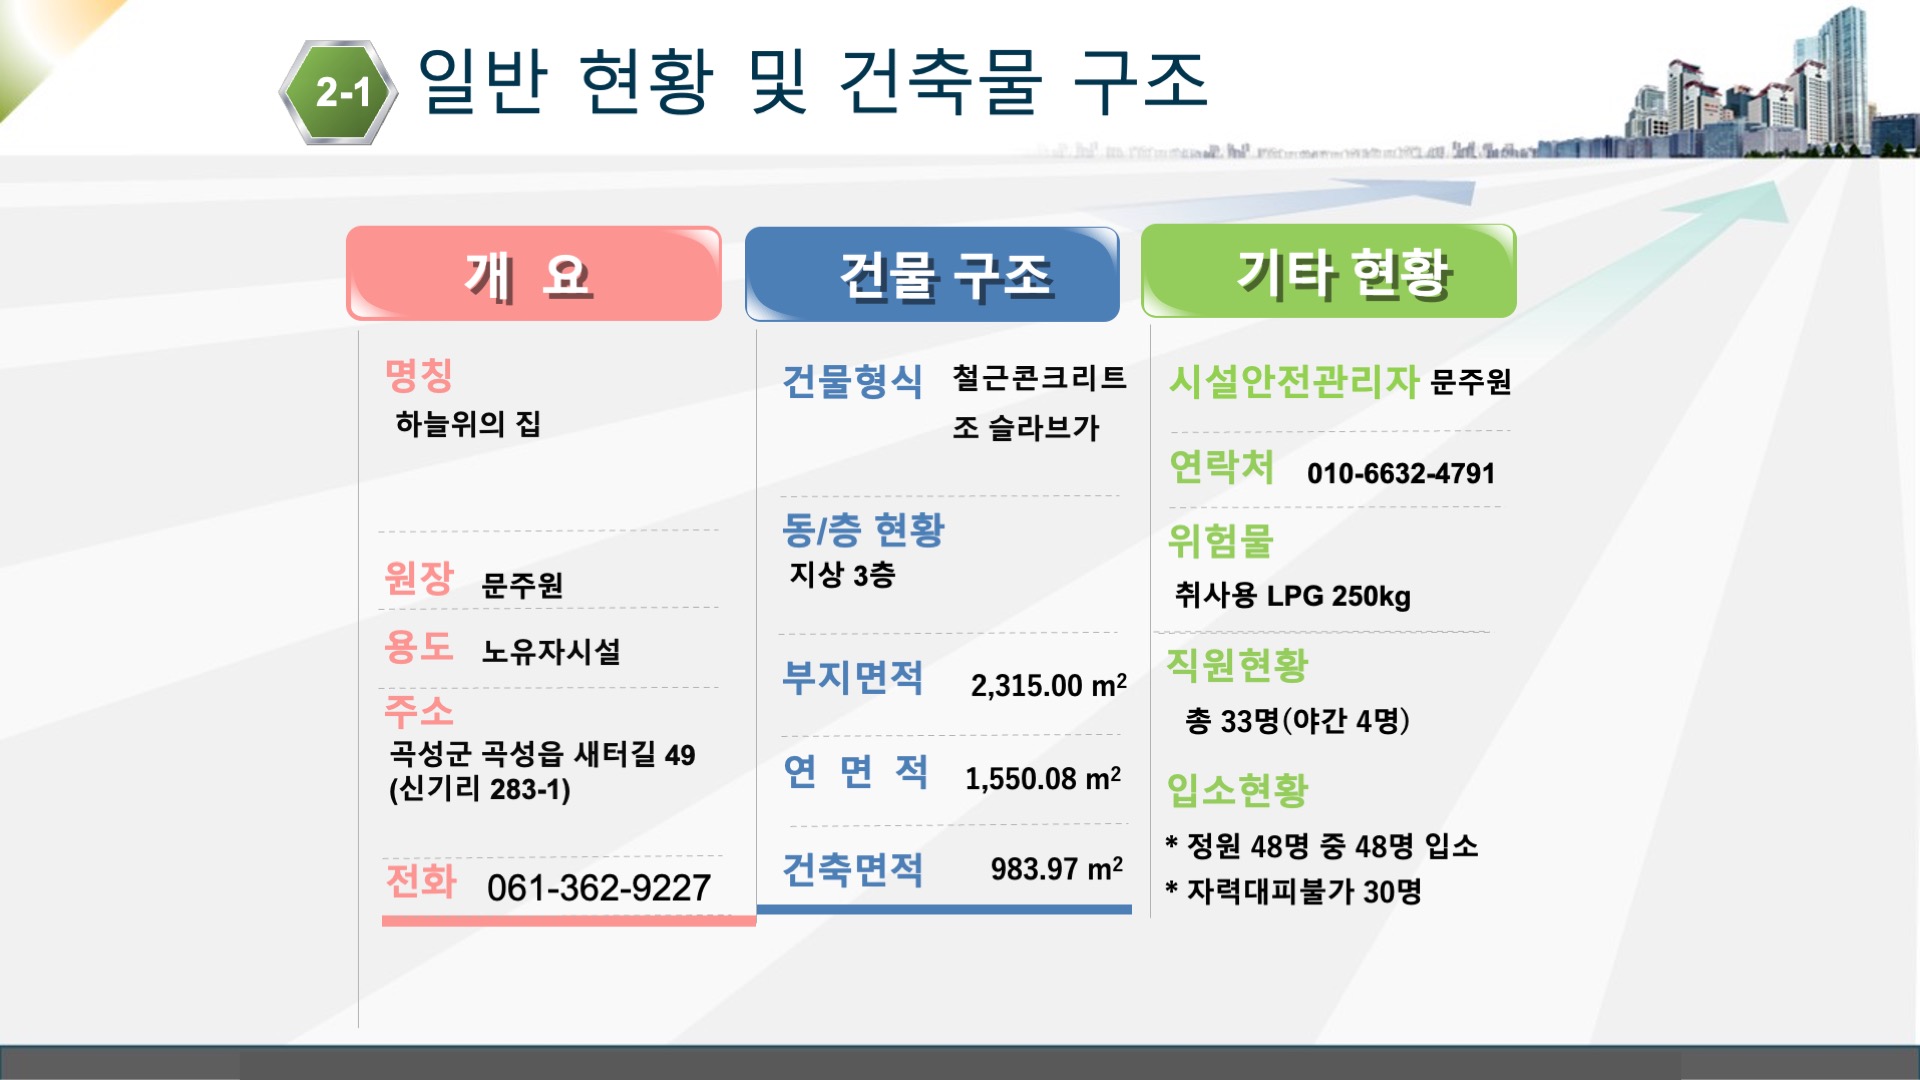 2-1 일반 현황 및 건축물 구조
개 요
명칭
하늘위의 집
원장 문주원
용도 노유자시설
주소
곡성군 곡성읍 새터길 49
(신기리 283-1)
전화 061-362-9227
건물 구조
건물형식 철근콘크리트
조 슬라브가
동/층 현황
지상 3층
부지면적 2,315.00 m²
연 면 적 1,550.08 m²
건축면적 983.97 m²
기타 현황
시설안전관리자 문주원
연락처 010-6632-4791
위험물
취사용 LPG 250kg
직원현황
총 33명(야간 4명)
입소현황
* 정원 48명 중 48명 입소
* 자력대피불가 30명